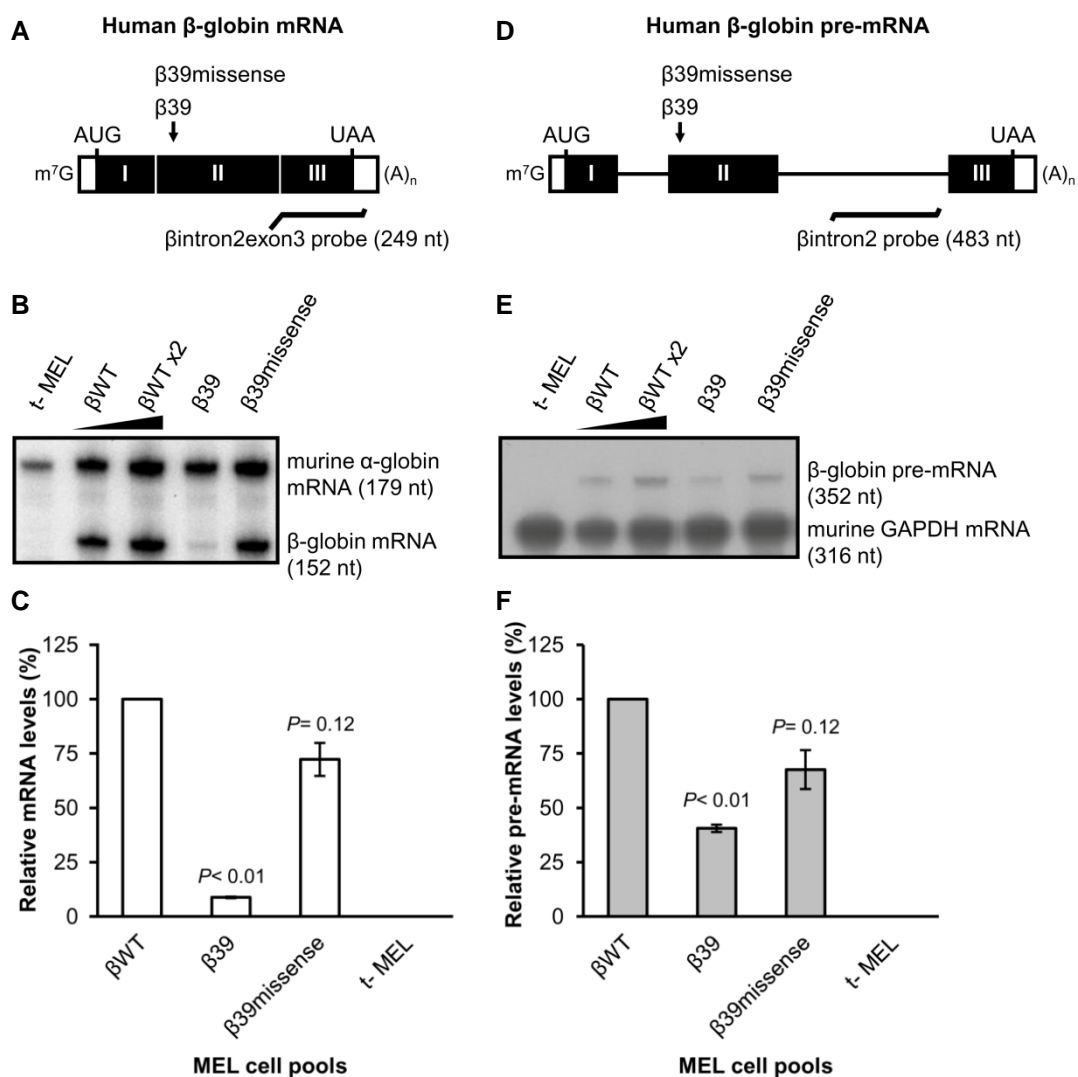 A
Human β-globin mRNA
β39missense
β39
AUG
UAA
m⁷G
I
II
III
(A)n
βintron2exon3 probe (249 nt)
B
t- MEL
βWT
βWT x2
β39
β39missense
murine α-globin
mRNA (179 nt)
β-globin mRNA
(152 nt)
C
Relative mRNA levels (%)
125
100
75
50
25
0
P< 0.01
P= 0.12
βWT
β39
β39missense
t- MEL
MEL cell pools
D
Human β-globin pre-mRNA
β39missense
β39
AUG
UAA
m⁷G
I
II
III
(A)n
βintron2 probe (483 nt)
E
t- MEL
βWT
βWT x2
β39
β39missense
β-globin pre-mRNA
(352 nt)
murine GAPDH mRNA
(316 nt)
F
Relative pre-mRNA levels (%)
125
100
75
50
25
0
P< 0.01
P= 0.12
βWT
β39
β39missense
t- MEL
MEL cell pools